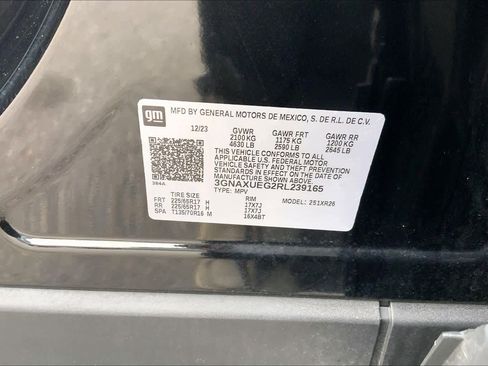 gm
MFD BY GENERAL MOTORS DE MEXICO, S. DE R.L. DE C.V.
12/23 GVWR GAWR FRT GAWR RR
2100 KG 1175 KG 1200 KG
4630 LB 2590 LB 2645 LB
THIS VEHICLE CONFORMS TO ALL
APPLICABLE U.S. FEDERAL MOTOR
VEHICLE SAFETY AND THEFT PREVENTION
STANDARDS IN EFFECT ON THE DATE OF
MANUFACTURE SHOWN ABOVE.
3GNAXUEG2RL239165
384A TYPE: MPV
TIRE SIZE RIM MODEL: 251XR26
FRT 225/65R17 H 17X7J
RR 225/65R17 H 17X7J
SPA T135/70R16 M 16X4BT